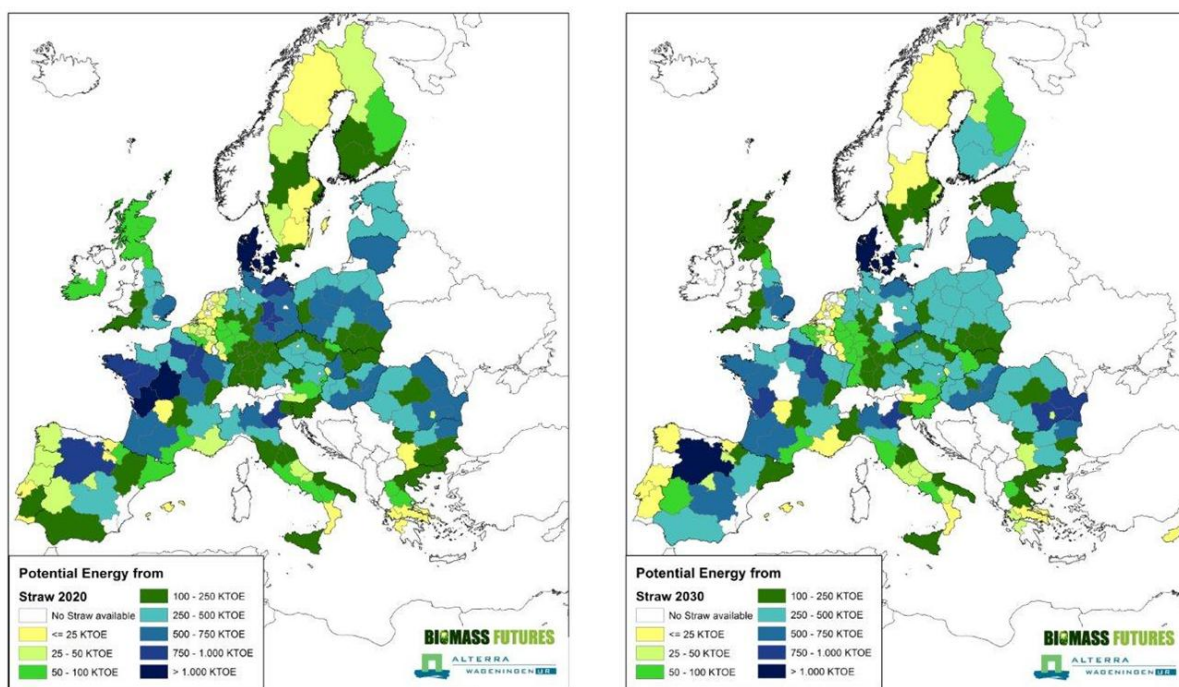 Potential Energy from
Straw 2020
No Straw available
<= 25 KTOE
25 - 50 KTOE
50 - 100 KTOE
100 - 250 KTOE
250 - 500 KTOE
500 - 750 KTOE
750 - 1.000 KTOE
> 1.000 KTOE
BIOMASS FUTURES
ALTERRA
WAGENINGEN UR
Potential Energy from
Straw 2030
No Straw available
<= 25 KTOE
25 - 50 KTOE
50 - 100 KTOE
100 - 250 KTOE
250 - 500 KTOE
500 - 750 KTOE
750 - 1.000 KTOE
> 1.000 KTOE
BIOMASS FUTURES
ALTERRA
WAGENINGEN UR